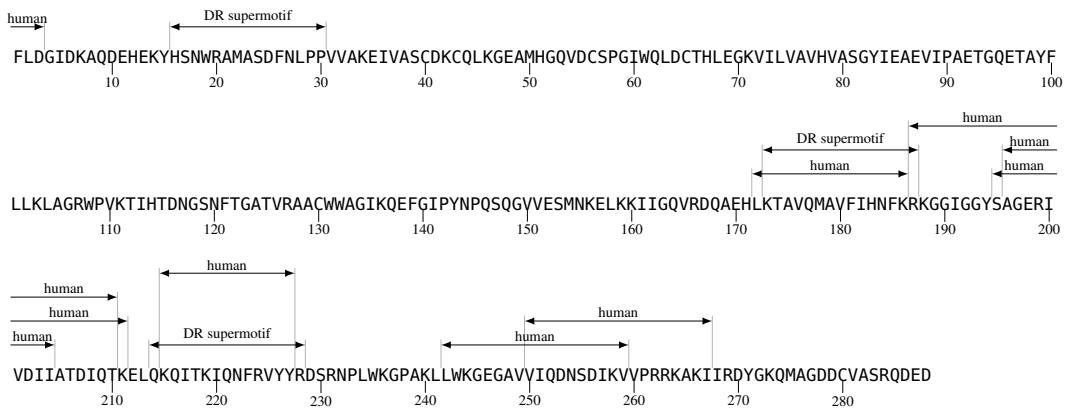 human DR supermotif
FLDGIDKAQDEHEKYHSNWRAMASDFNLPPVVAKEIVASCDKCQLKGEAMHGQVDCSPGIWQLDCTHLEGKVILVAVHVASGYIEAEVIPAETGQETAYF
10 20 30 40 50 60 70 80 90 100
human
DR supermotif human
human human
LLKLAGRWPVKTIHTDNGSNFTGATVRAACWWAGIKQEFGIPYNPQSQGVVESMNKELKKIIGQVRDQAEHLKTAVQMAVFIHNFKRKGGIGGYSAGERI
110 120 130 140 150 160 170 180 190 200
human
human
human human
human DR supermotif human
VDIIATDIQTKELQKQITKIQNFRVYYRDSRNPLWKGPAKLLWKGEGAVVIQDNSDIKVVPRRKAKIIRDYGKQMAGDDCVASRQDED
210 220 230 240 250 260 270 280